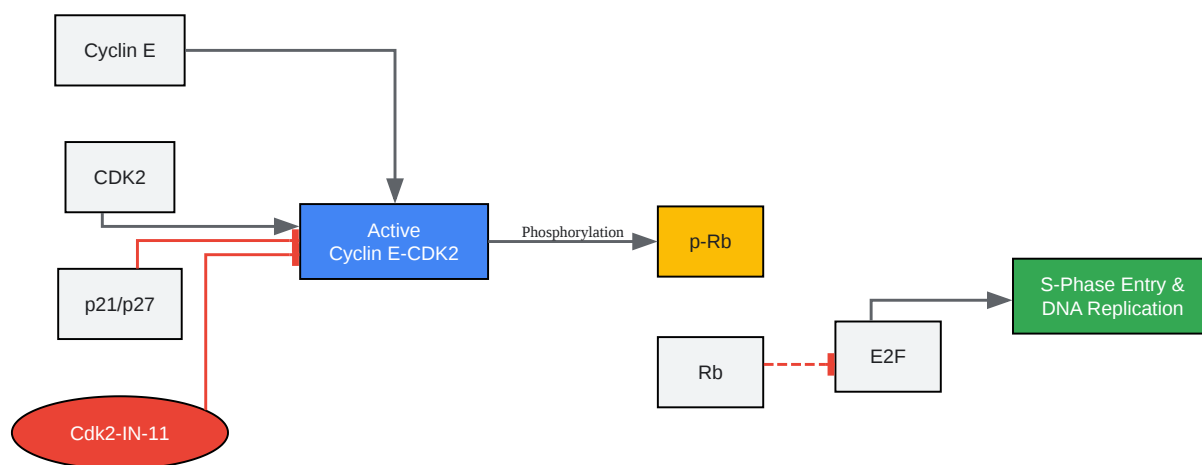 Cyclin E
CDK2
Active
Cyclin E-CDK2
Phosphorylation
p-Rb
p21/p27
S-Phase Entry &
DNA Replication
E2F
Rb
Cdk2-IN-11